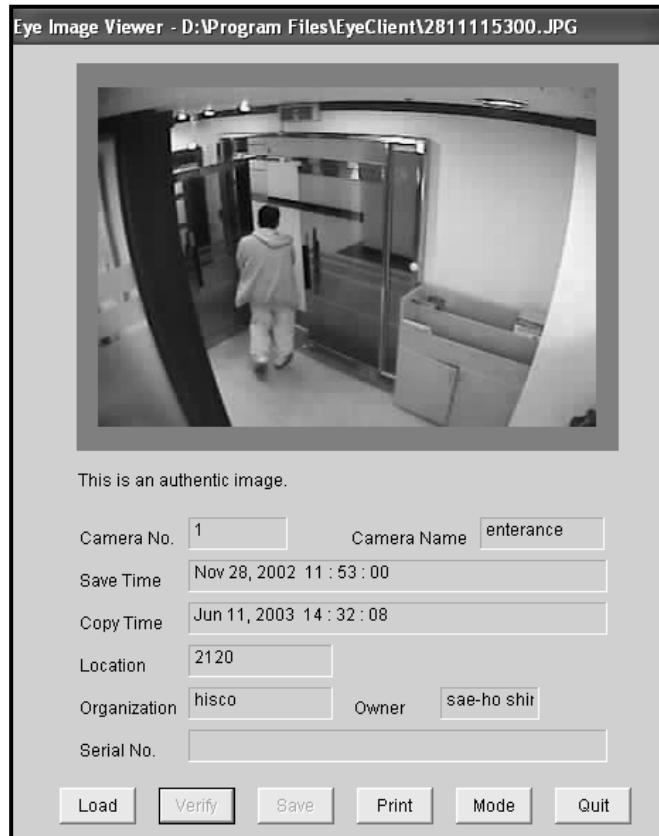 Eye Image Viewer - D:\Program Files\EyeClient\2811115300.JPG
This is an authentic image.
Camera No. 1 Camera Name enterance
Save Time Nov 28, 2002 11 : 53 : 00
Copy Time Jun 11, 2003 14 : 32 : 08
Location 2120
Organization hisco Owner sae-ho shin
Serial No.
Load Verify Save Print Mode Quit